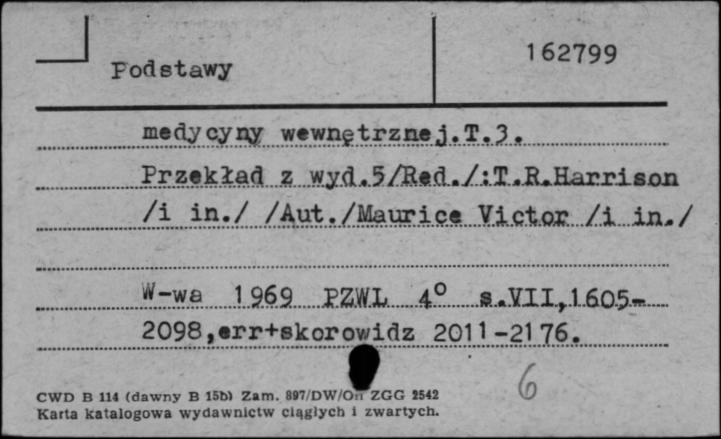 162799
Podstawy
medycyny wewnętrznej.T.3.
Przekład z wyd.5/Red./:T.R.Harrison
/i in./ /Aut./Maurice Victor /i in./
W-wa 1969 PZWL 4° s.VII,1605-
2098,err+skorowidz 2011-2176.
6
CWD B 114 (dawny B 15b) Zam. 897/DW/On ZGG 2542
Karta katalogowa wydawnictw ciągłych i zwartych.